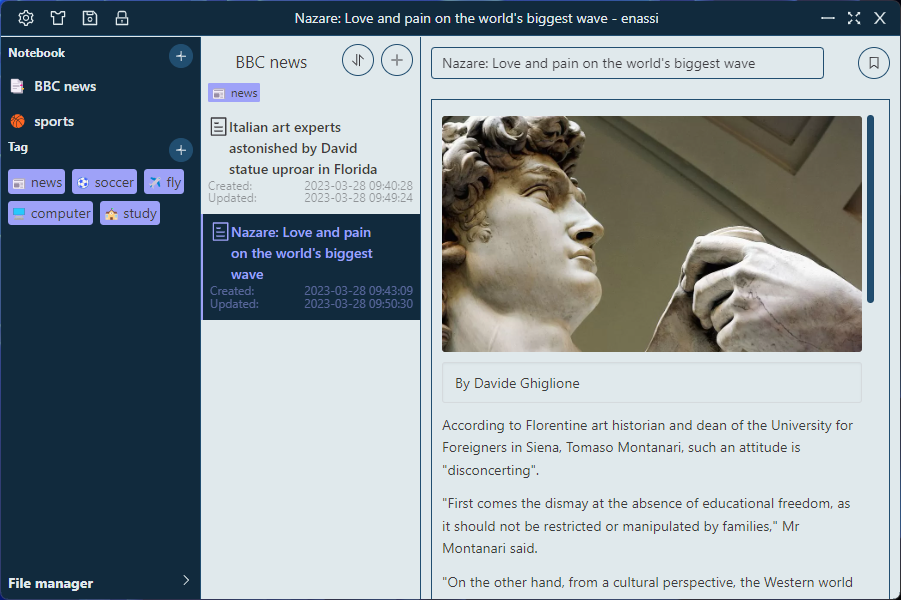 Nazare: Love and pain on the world's biggest wave - enassi
Notebook
BBC news
sports
Tag
news
soccer
fly
computer
study
File manager
BBC news
news
Italian art experts
astonished by David
statue uproar in Florida
Created: 2023-03-28 09:40:28
Updated: 2023-03-28 09:49:24
Nazare: Love and pain
on the world's biggest
wave
Created: 2023-03-28 09:43:09
Updated: 2023-03-28 09:50:30
Nazare: Love and pain on the world's biggest wave
By Davide Ghiglione
According to Florentine art historian and dean of the University for
Foreigners in Siena, Tomaso Montanari, such an attitude is
"disconcerting".
"First comes the dismay at the absence of educational freedom, as
it should not be restricted or manipulated by families," Mr
Montanari said.
"On the other hand, from a cultural perspective, the Western world